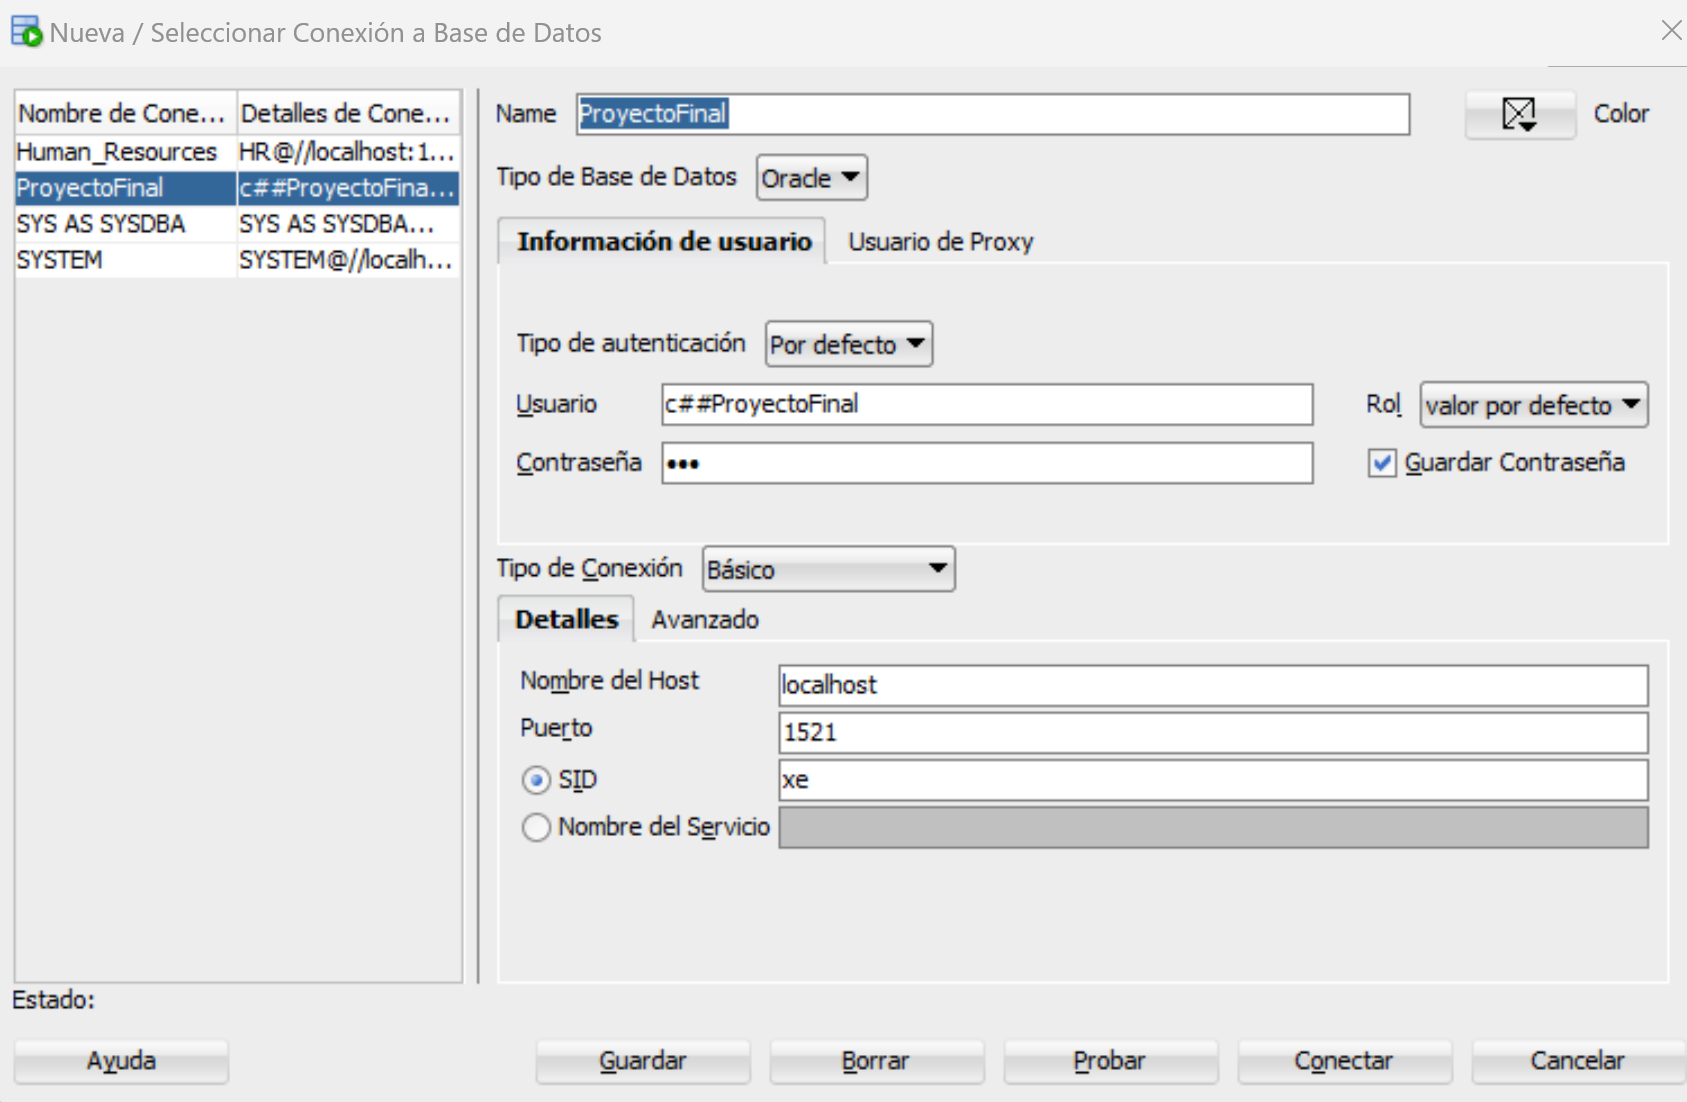 Nueva / Seleccionar Conexión a Base de Datos
Nombre de Cone... Detalles de Cone...
Human_Resources HR@//localhost:1...
ProyectoFinal c##ProyectoFina...
SYS AS SYSDBA SYS AS SYSDBA...
SYSTEM SYSTEM@//localh...
Name ProyectoFinal Color
Tipo de Base de Datos Oracle
Información de usuario Usuario de Proxy
Tipo de autenticación Por defecto
Usuario c##ProyectoFinal Rol valor por defecto
Contraseña ••• Guardar Contraseña
Tipo de Conexión Básico
Detalles Avanzado
Nombre del Host localhost
Puerto 1521
SID xe
Nombre del Servicio
Estado:
Ayuda Guardar Borrar Probar Conectar Cancelar